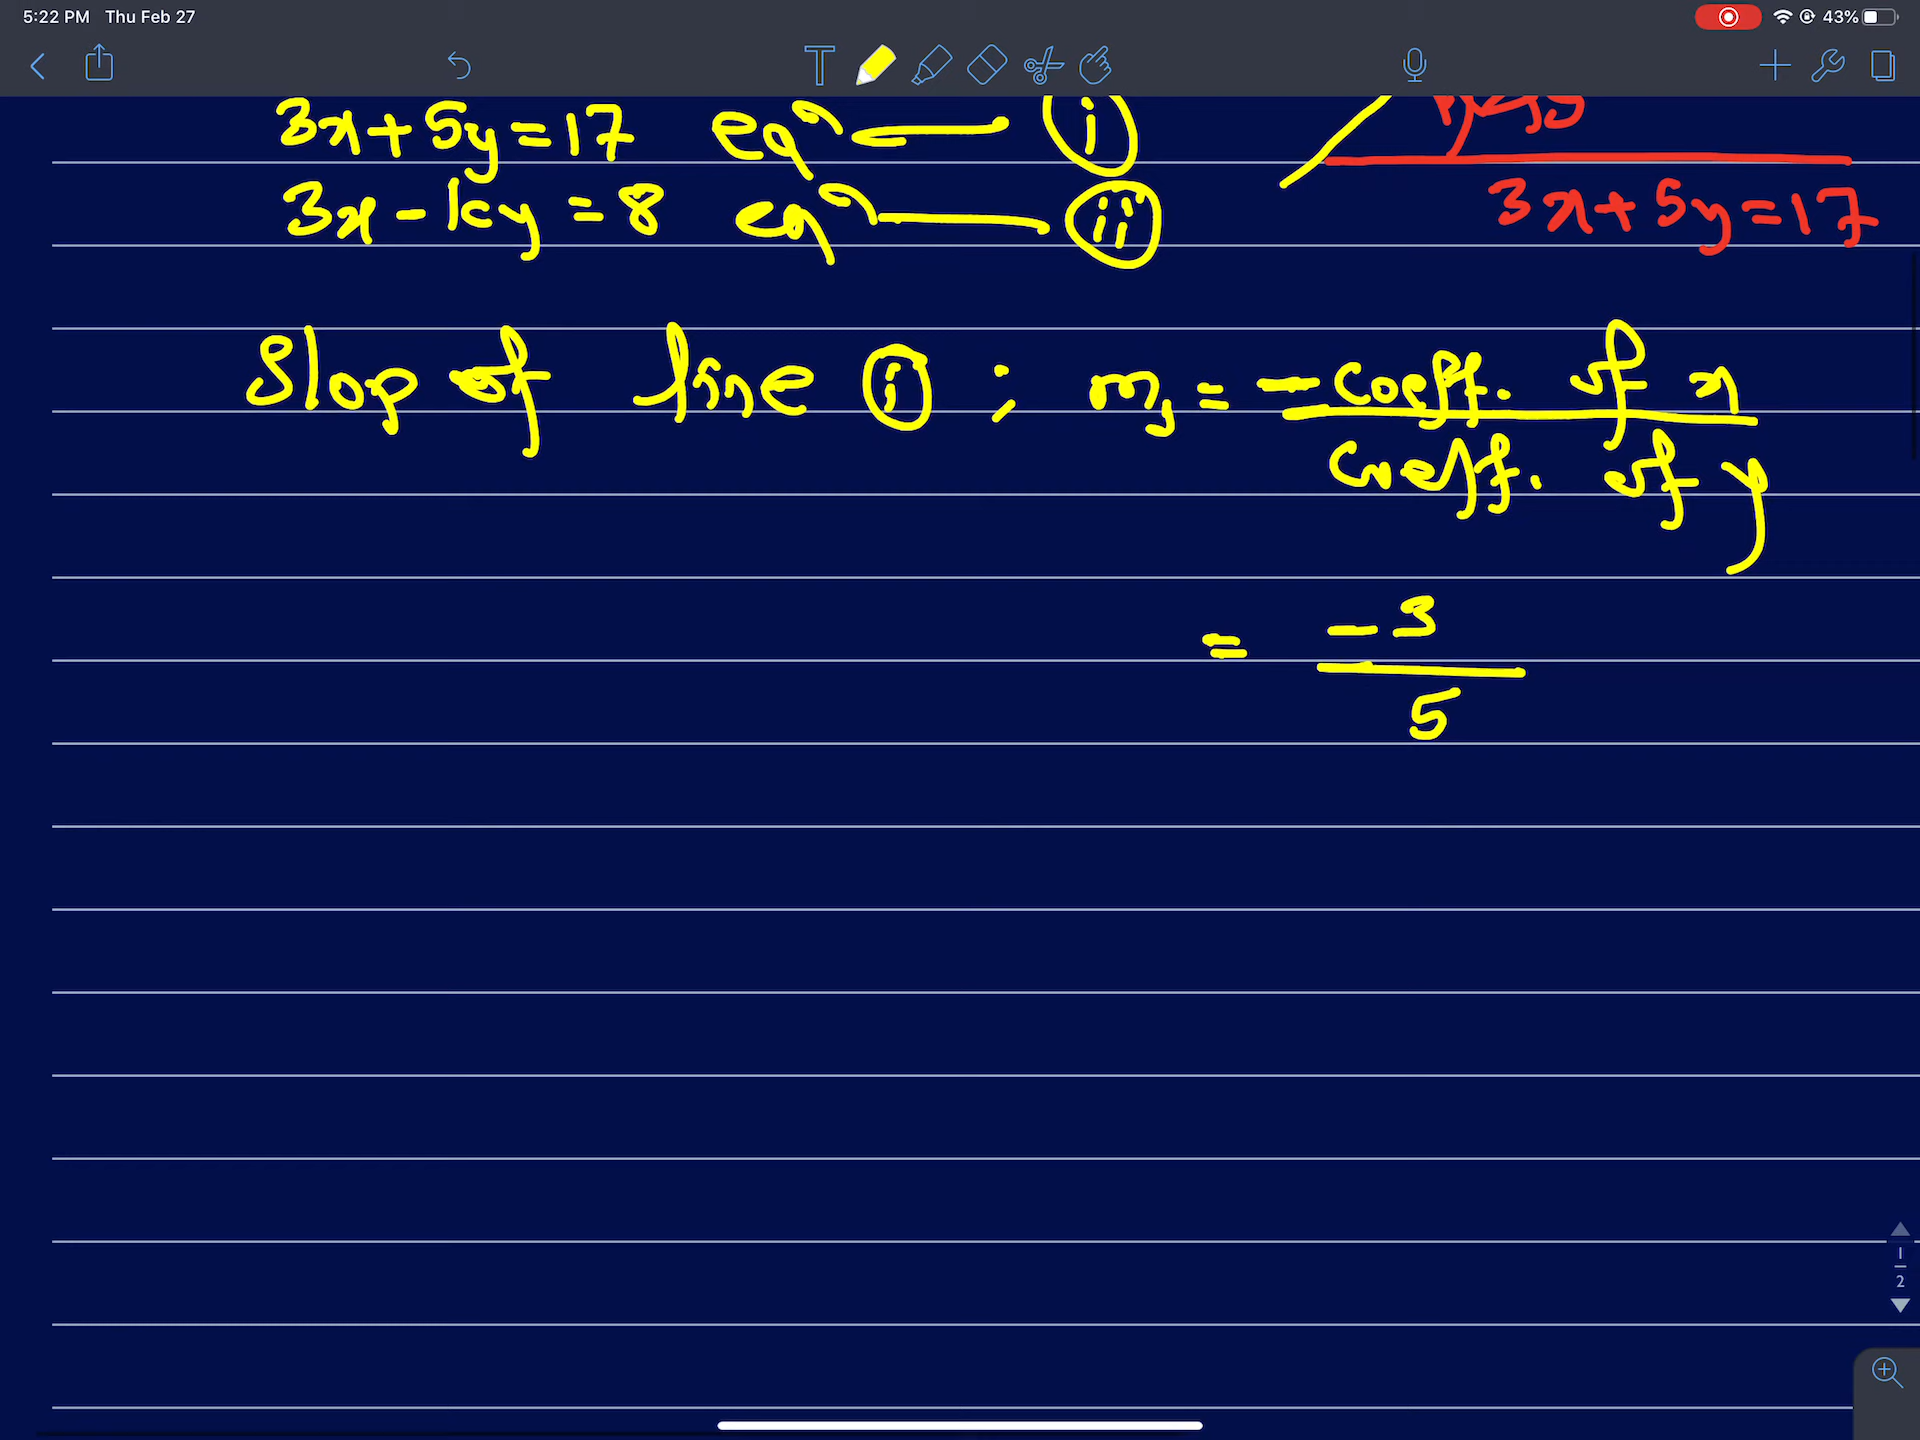 5:22 PM Thu Feb 27
43%
T
3x+5y=17 eqⁿ — i
3x-ky=8 eqⁿ — ii
3x+5y=17
Slop of line i ; m₁ = -coeff. of x
coeff. of y
= -3
5
1
2